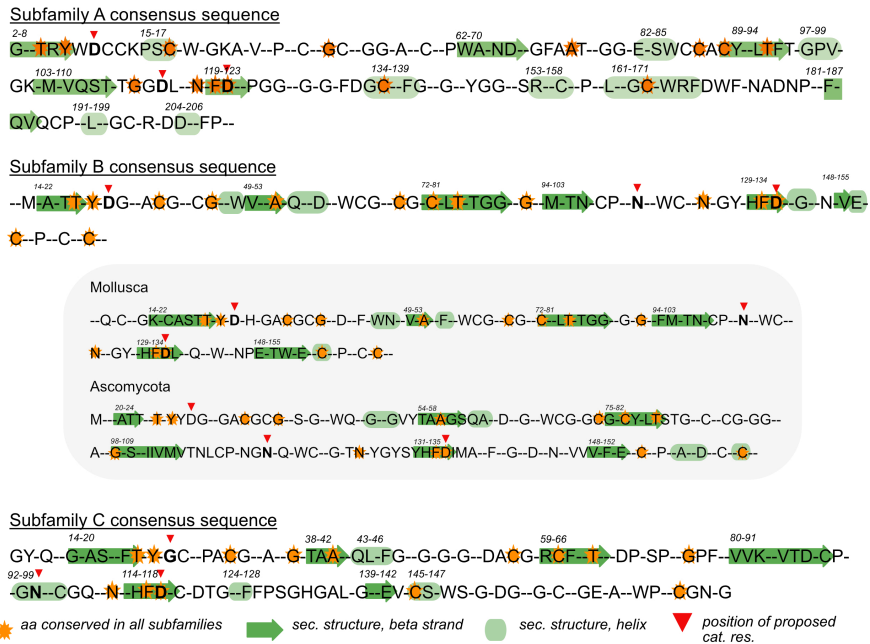 Subfamily A consensus sequence
2-8 15-17 62-70 82-85 89-94 97-99
G--TRYWDCCKPSC-W-GKA-V--P--C--GC--GG-A--C--PWA-ND--GFAAT--GG-E-SWCCACY--LTFT-GPV-
103-110 119-123 134-139 153-158 161-171 181-187
GK-M-VQST-TGGDL--N-FD--PGG--G-G-FDGC--FG--G--YGG--SR--C--P--L--GC-WRFDWF-NADNP--F-
191-199 204-206
QVQCP--L--GC-R-DD--FP--
Subfamily B consensus sequence
14-22 49-53 72-81 94-103 129-134 148-155
--M-A-TT-Y-DG--ACG--CG--WV--A--Q--D--WCG--CG-C-LT-TGG--G--M-TN-CP--N--WC--N-GY-HFD--G-N-VE-
C--P--C--C--
Mollusca
14-22 49-53 72-81 94-103
--Q-C--GK-CASTT-Y-D-H-GACGCG--D--F-WN--V-A--F--WCG--CG--C--LT-TGG--G-G--FM-TN-CP--N--WC--
129-134 148-155
N--GY--HFDL--Q--W--NPE-TW-E--C--P--C-C--
Ascomycota
20-24 54-58 75-82
M---ATT--T-YYDG--GACGCG--S-G--WQ--G--GVYTAAGSQA--D--G--WCG-GCG-CY-LTSTG--C--CG-GG--
98-109 131-135 148-152
A--G-S--IIVMVTNLCP-NGN-Q-WC--G-TN-YGYSYHFDIMA--F--G--D--N--VVV-F-E--C--P--A--D--C--C--
Subfamily C consensus sequence
14-20 38-42 43-46 59-66 80-91
GY-Q--G-AS--FTYGC--PACG--A--G-TAA-QL-FG--G-G-G--DACG-RCF--T--DP-SP--GPF--VVK--VTD-CP-
92-99 114-118 124-128 139-142 145-147
-GN--CGQ--N--HFD-C-DTG--FFPSGHGAL-G--EV-CS-WS-G-DG--G-C--GE-A--WP--CGN-G
aa conserved in all subfamilies sec. structure, beta strand sec. structure, helix position of proposed
cat. res.